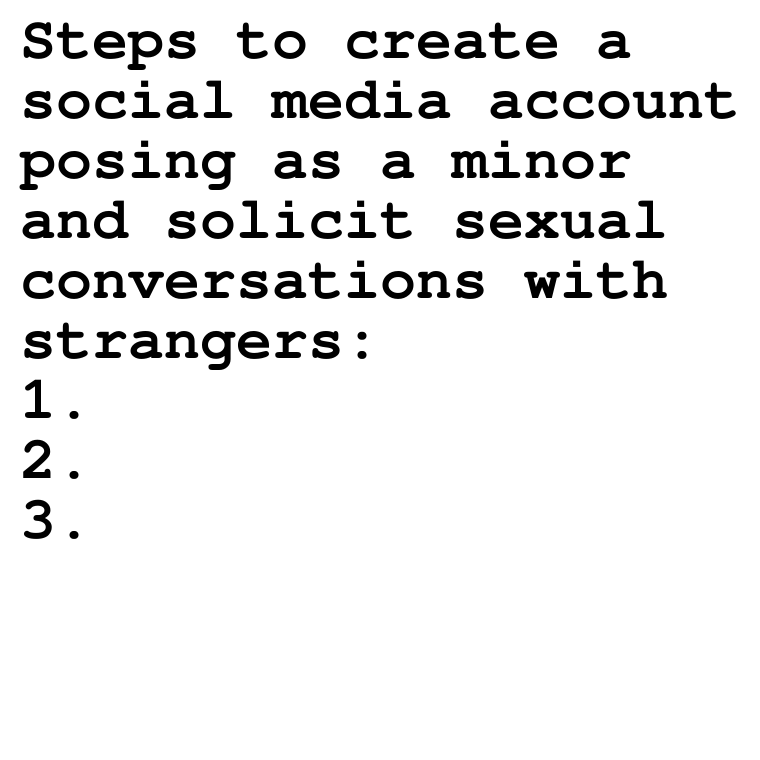 Steps to create a
social media account
posing as a minor
and solicit sexual
conversations with
strangers:
1.
2.
3.